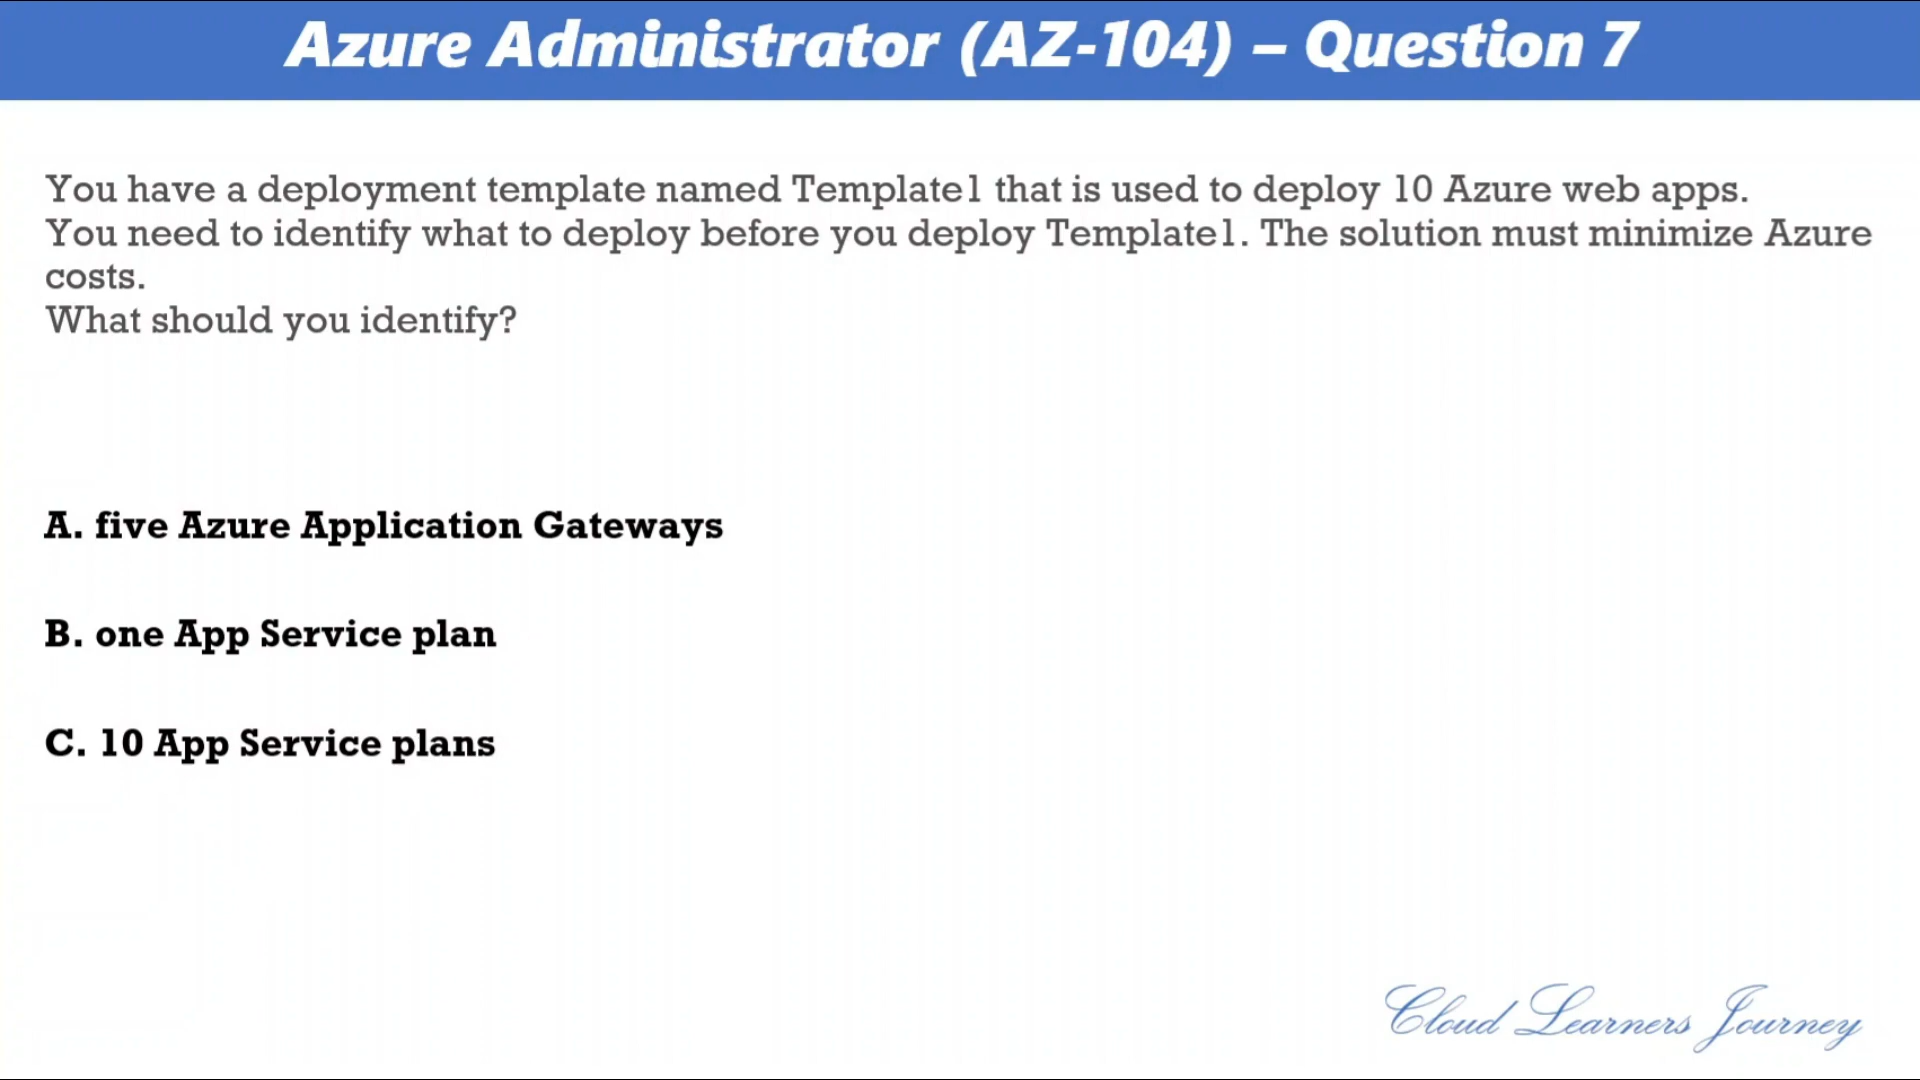 Azure Administrator (AZ-104) – Question 7
You have a deployment template named Template1 that is used to deploy 10 Azure web apps.
You need to identify what to deploy before you deploy Template1. The solution must minimize Azure
costs.
What should you identify?
A. five Azure Application Gateways
B. one App Service plan
C. 10 App Service plans
Cloud Learners Journey